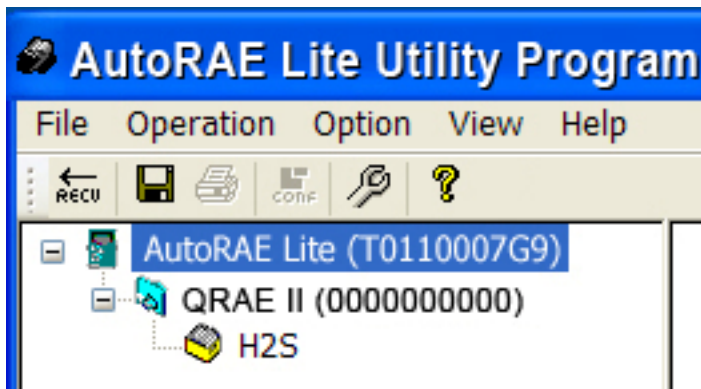 AutoRAE Lite Utility Program
File Operation Option View Help
RECV CONF ?
AutoRAE Lite (T0110007G9)
QRAE II (0000000000)
H2S